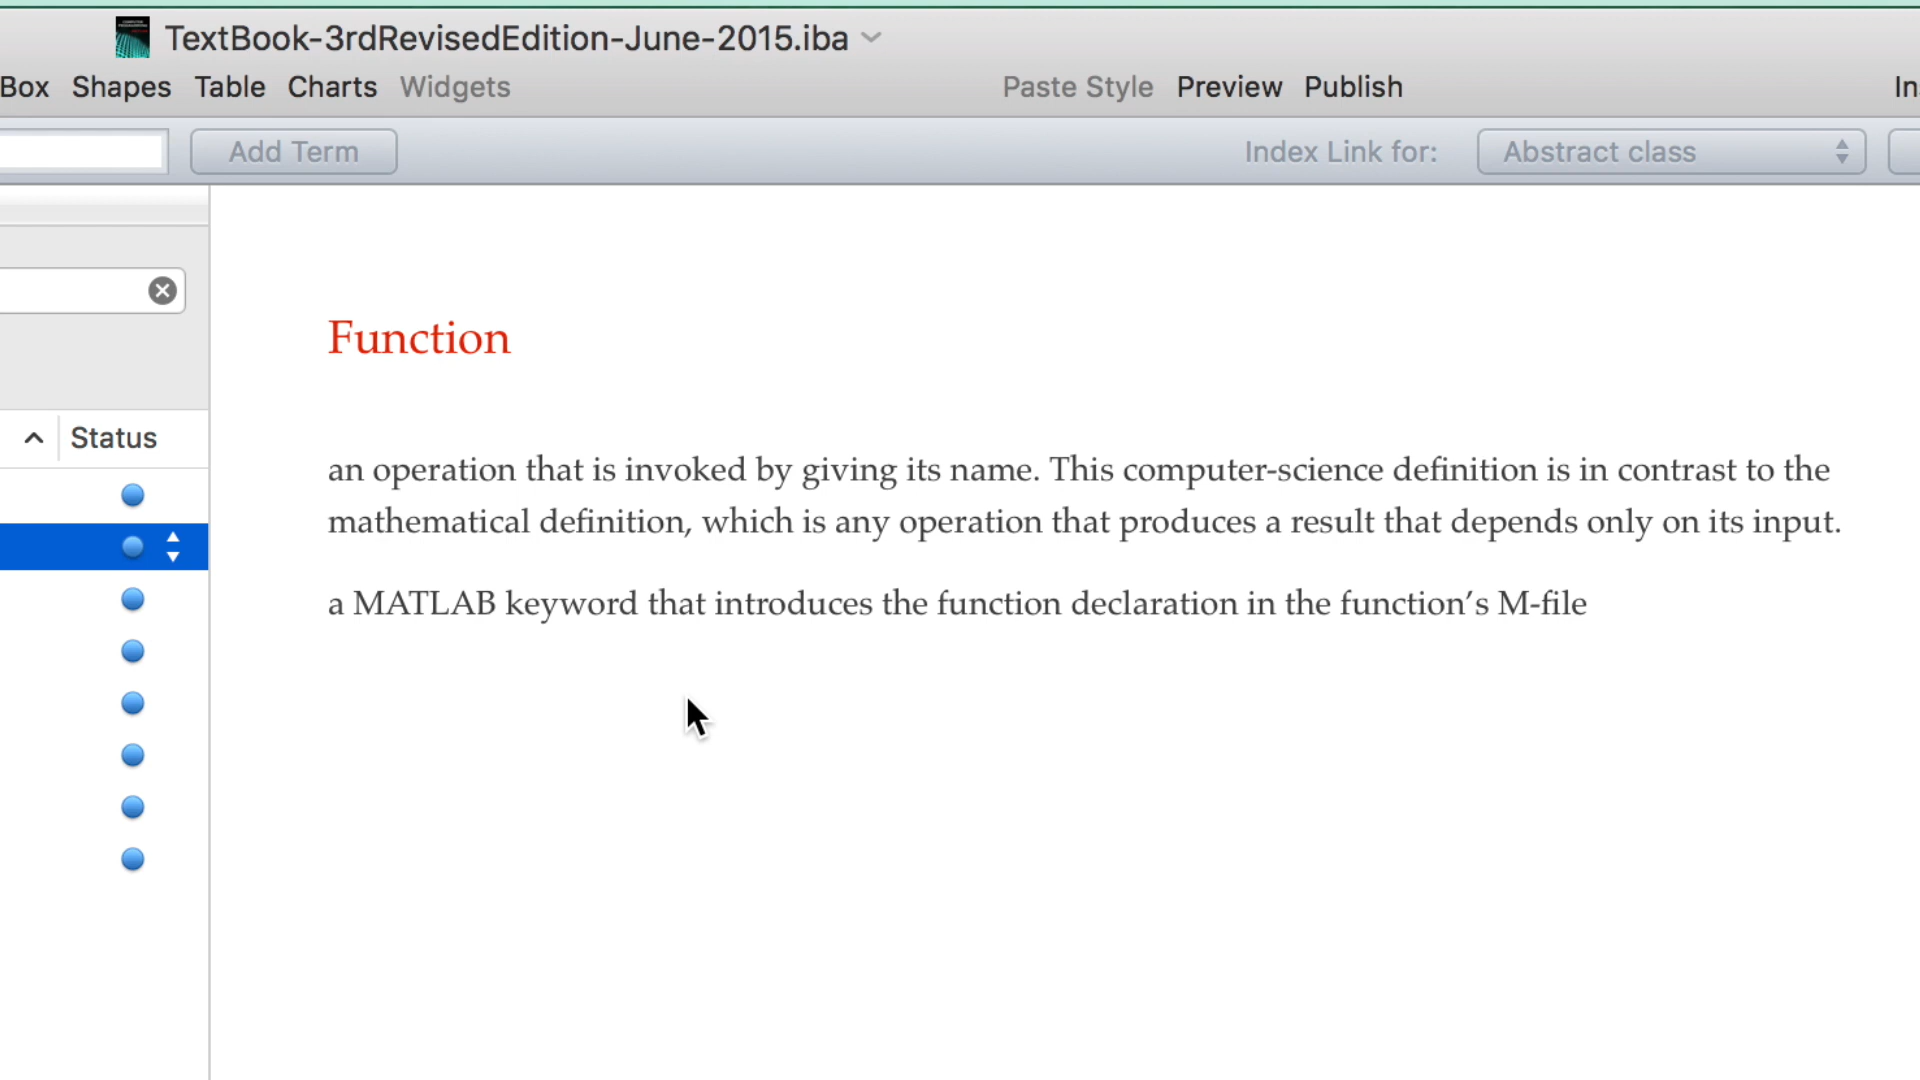 TextBook-3rdRevisedEdition-June-2015.iba
Box Shapes Table Charts Widgets Paste Style Preview Publish
Add Term Index Link for: Abstract class
Function
Status
an operation that is invoked by giving its name. This computer-science definition is in contrast to the
mathematical definition, which is any operation that produces a result that depends only on its input.
a MATLAB keyword that introduces the function declaration in the function’s M-file